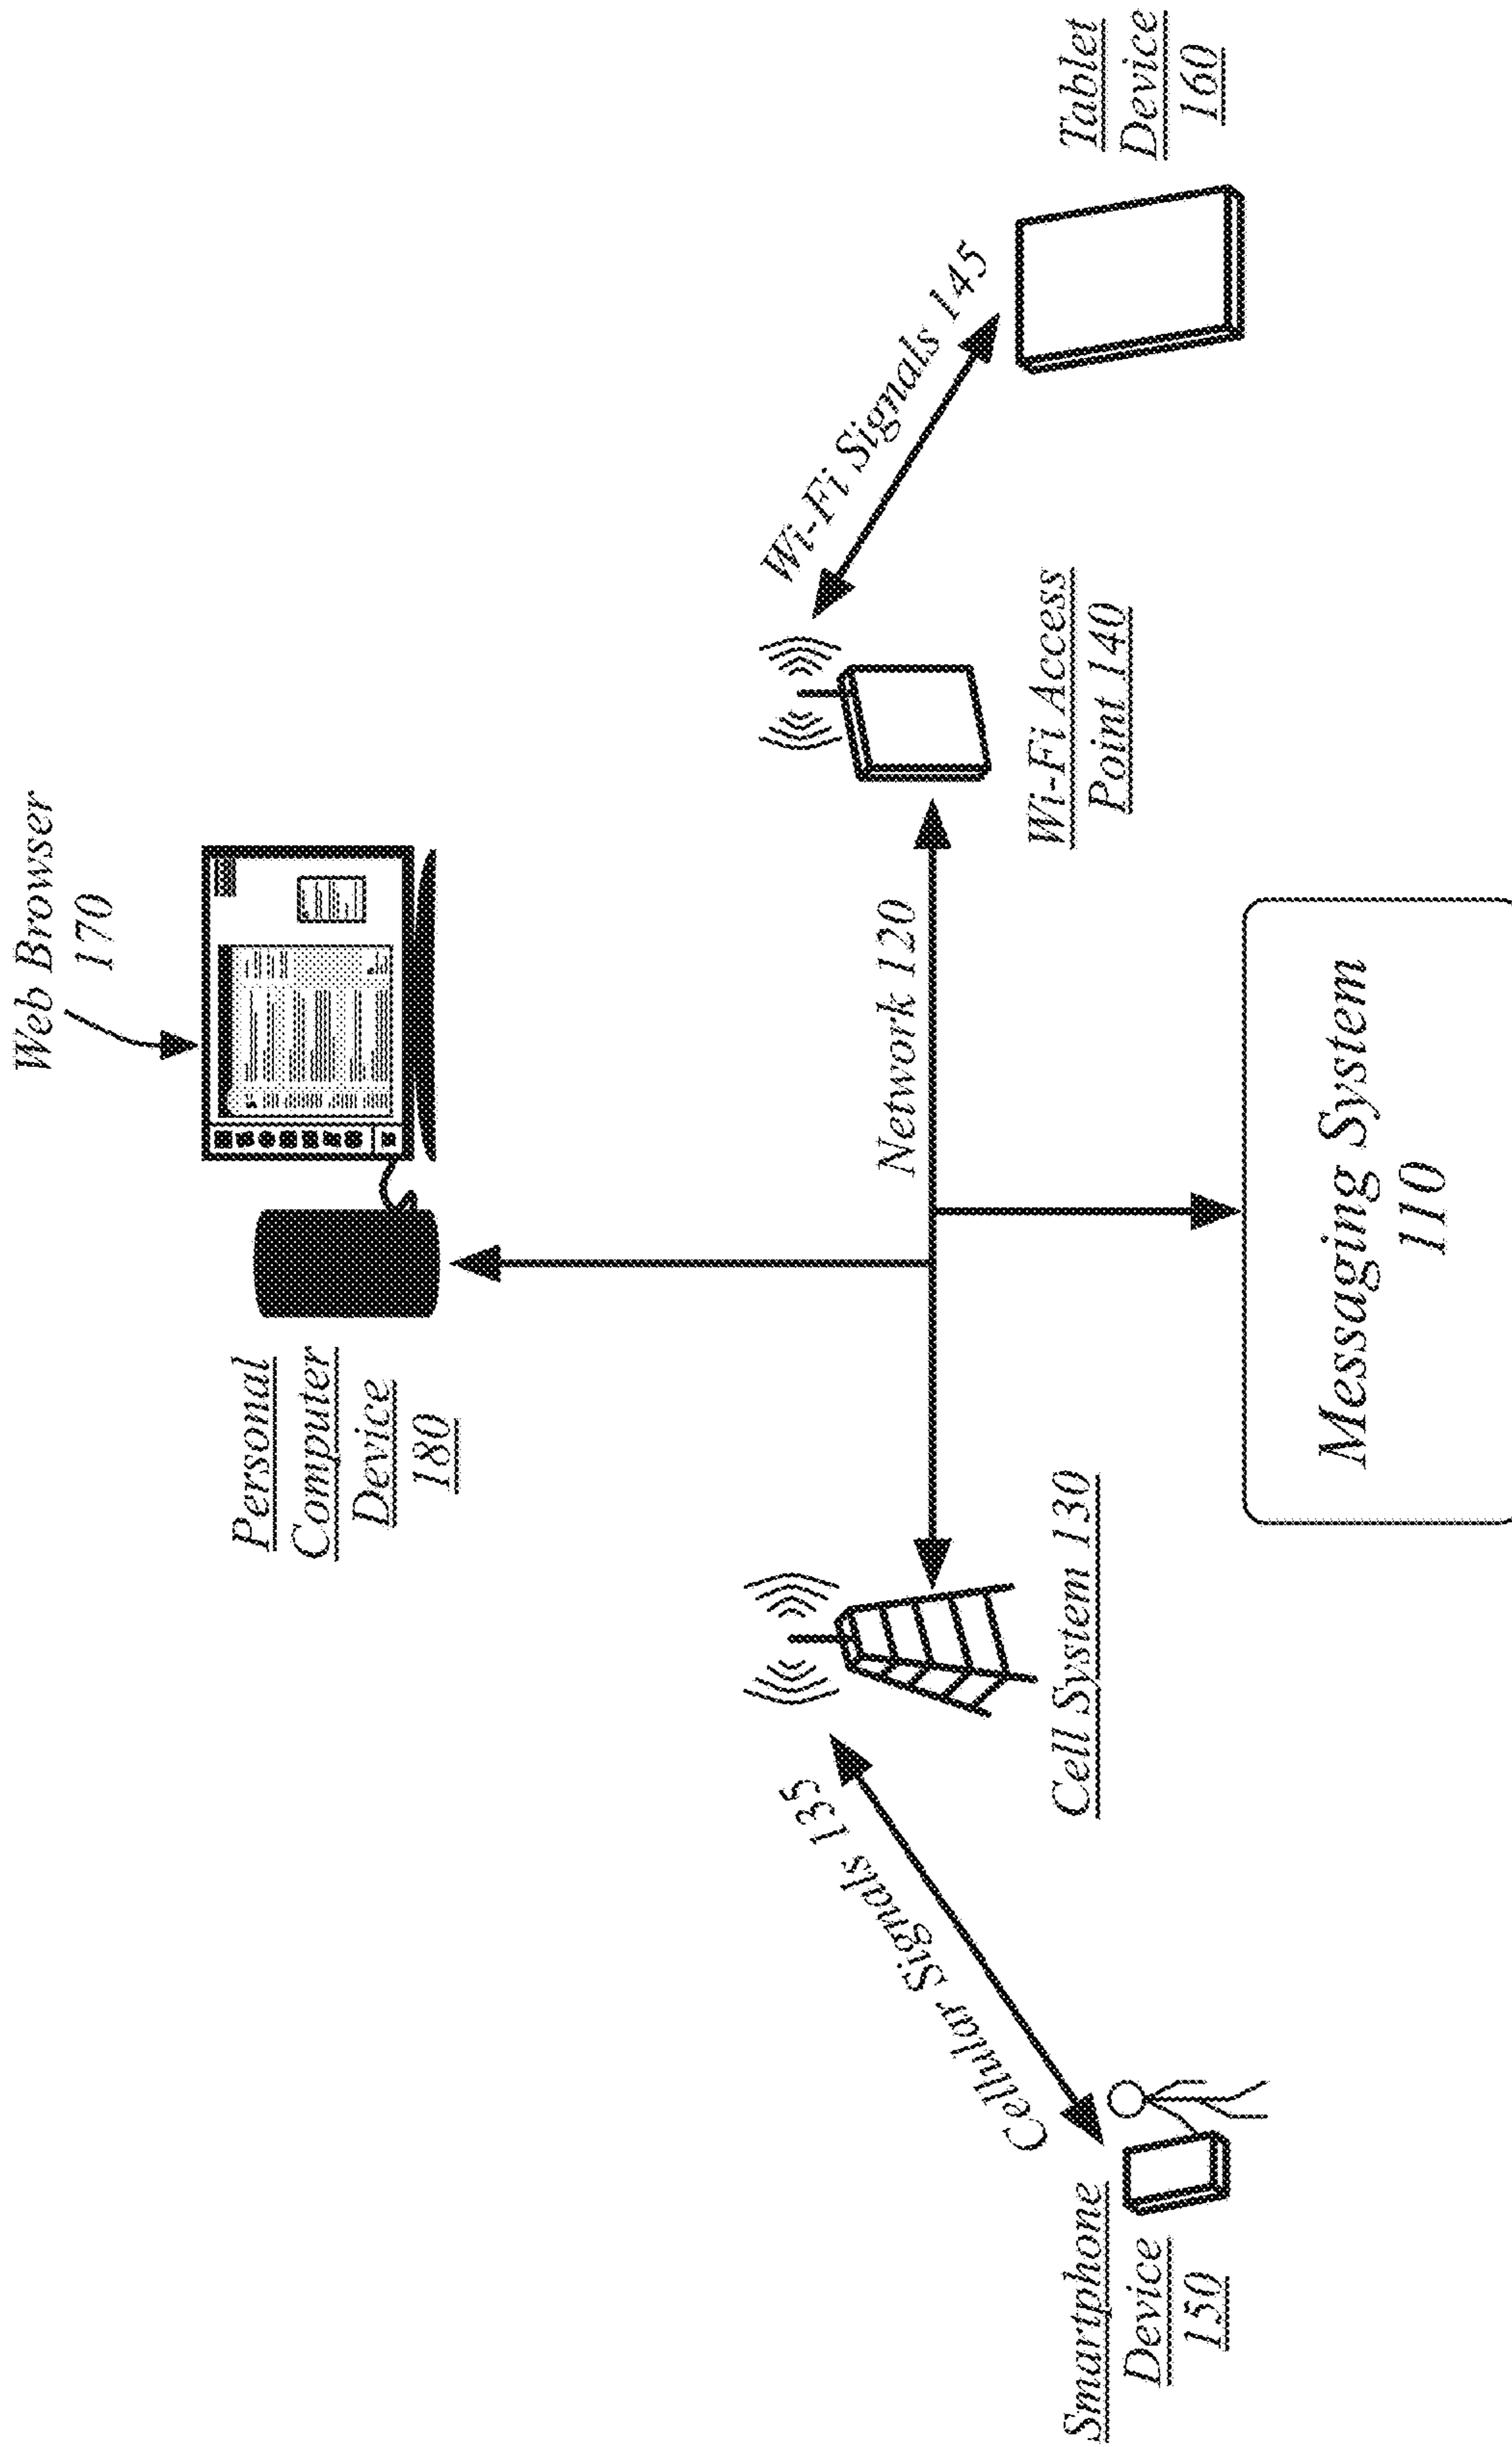 Web Browser
170
Personal
Computer
Device
180
Network 120
Wi-Fi Signals 145
Cellular Signals 135
Cell System 130
Wi-Fi Access
Point 140
Smartphone
Device
150
Tablet
Device
160
Messaging System
110